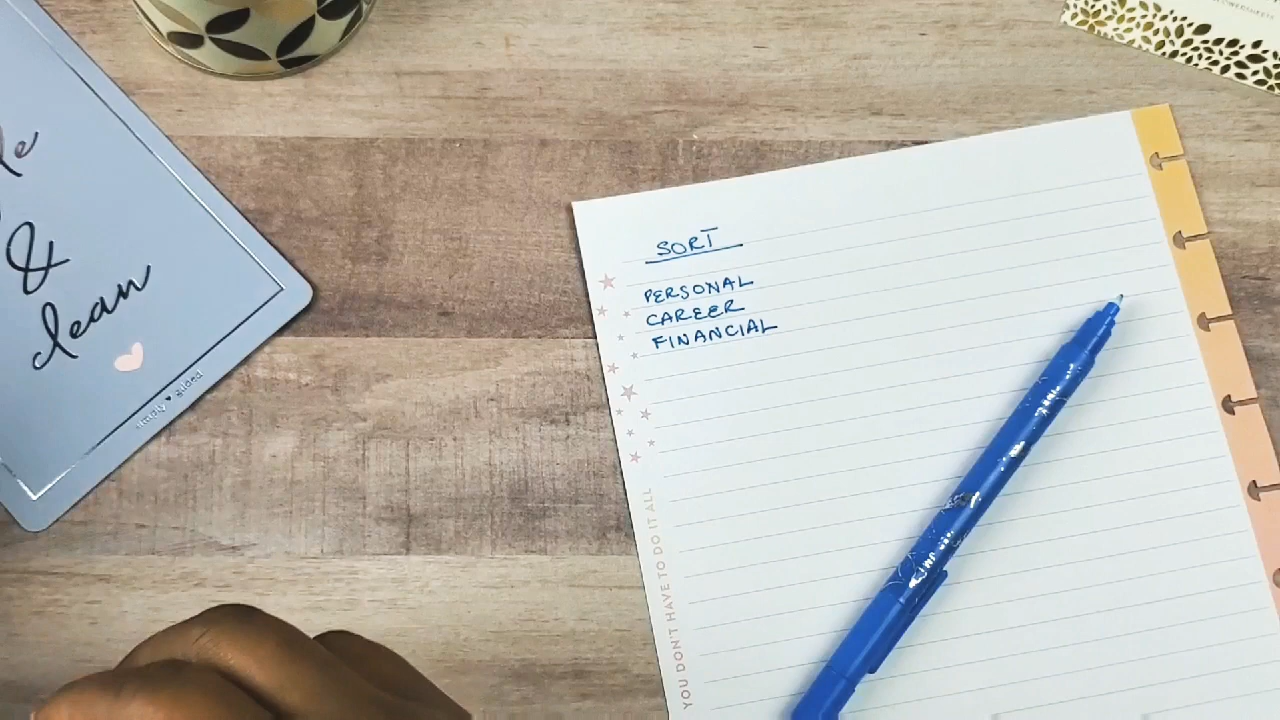 & 
clean
simply gilded
SORT
PERSONAL
CAREER
FINANCIAL
YOU DON'T HAVE TO DO IT ALL